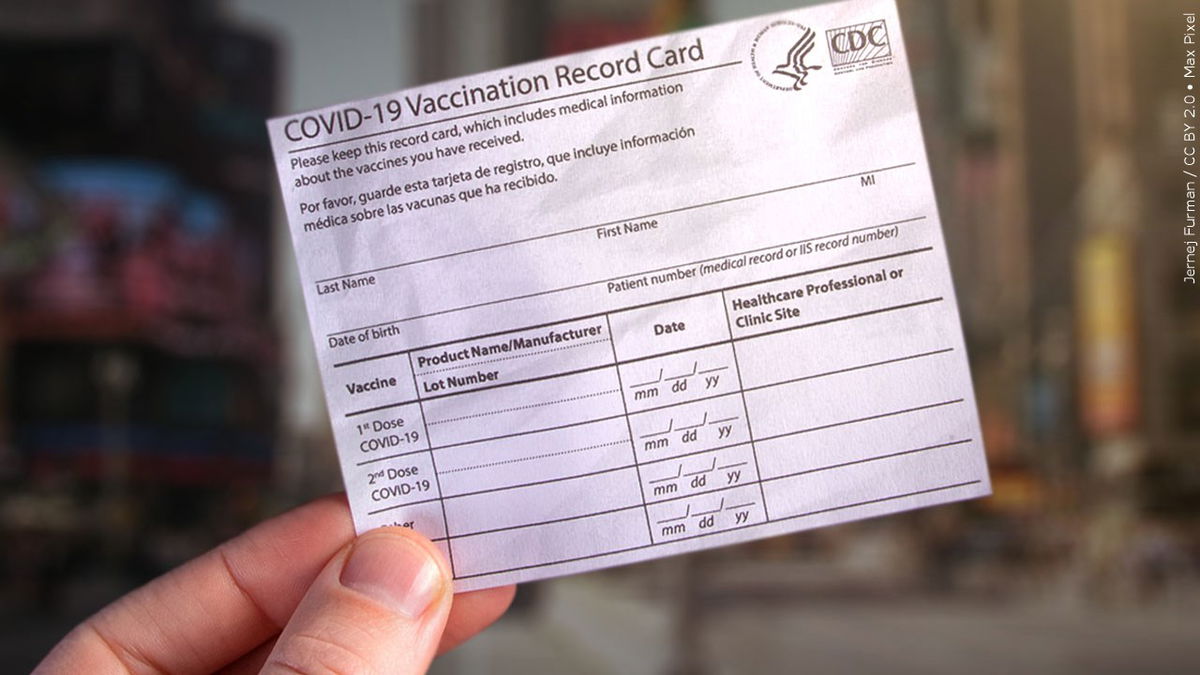 COVID-19 Vaccination Record Card
CDC
Please keep this record card, which includes medical information
about the vaccines you have received.
Por favor, guarde esta tarjeta de registro, que incluye información
médica sobre las vacunas que ha recibido.
Last Name
First Name
MI
Date of birth
Patient number (medical record or IIS record number)
Vaccine
Product Name/Manufacturer
Lot Number
Date
Healthcare Professional or
Clinic Site
1st Dose
COVID-19
mm dd yy
2nd Dose
COVID-19
mm dd yy
mm dd yy
mm dd yy
Jernej Furman / CC BY 2.0 • Max Pixel